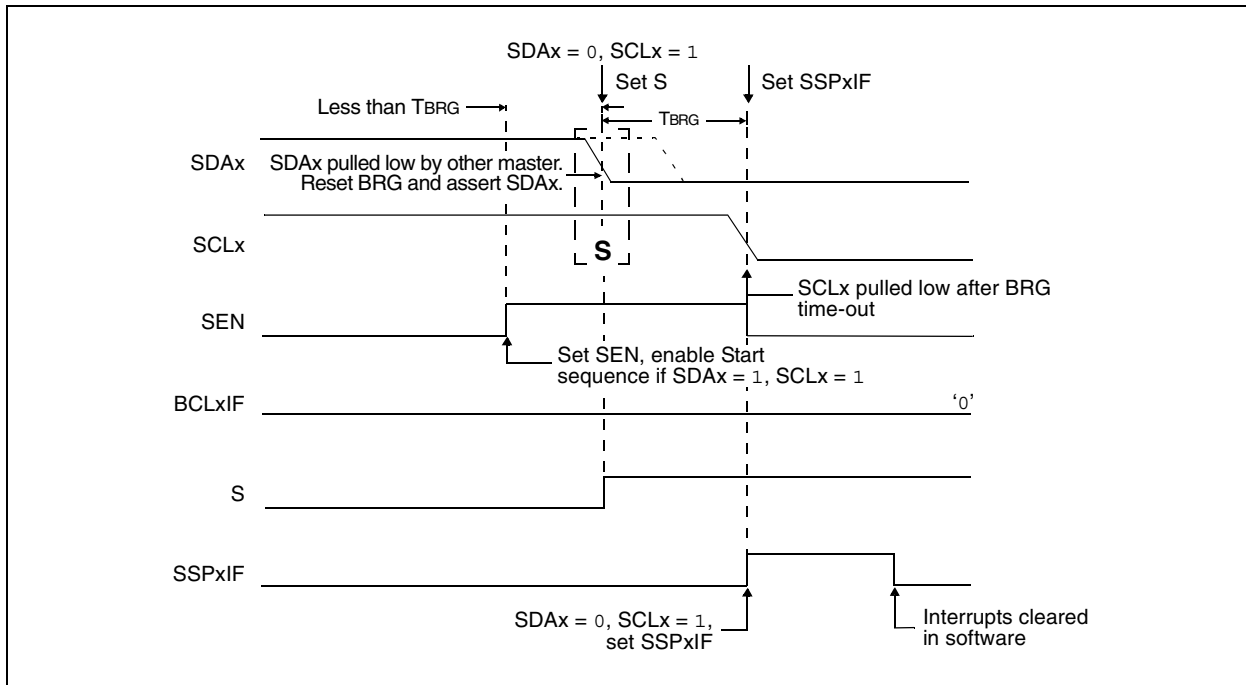 SDAx = 0, SCLx = 1
Set S
Set SSPxIF
Less than TBRG
TBRG
SDAx
SDAx pulled low by other master.
Reset BRG and assert SDAx.
SCLx
S
SCLx pulled low after BRG
time-out
SEN
Set SEN, enable Start
sequence if SDAx = 1, SCLx = 1
BCLxIF
‘0’
S
SSPxIF
SDAx = 0, SCLx = 1,
set SSPxIF
Interrupts cleared
in software